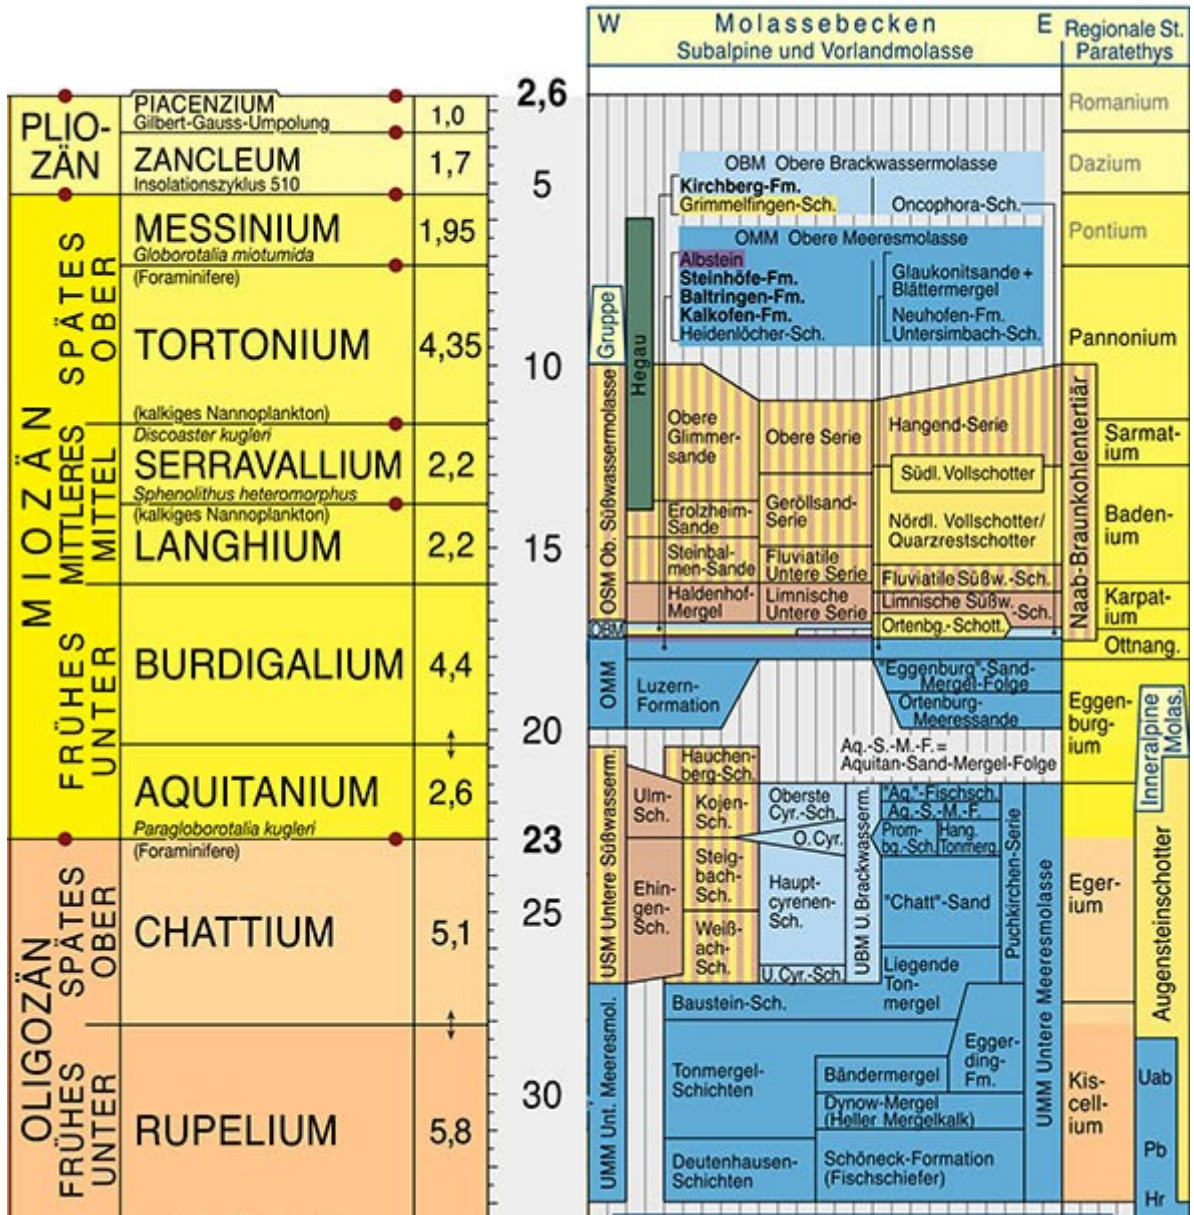 W Molassebecken E
Subalpine und Vorlandmolasse
Regionale St.
Paratethys
PLIO-
ZÄN
PIACENZIUM
Gilbert-Gauss-Umpolung
1,0
ZANCLEUM
Insolationszyklus 510
1,7
MIOZÄN
SPÄTES
OBER
MESSINIUM
Globorotalia miotumida
1,95
(Foraminifere)
TORTONIUM
4,35
(kalkiges Nannoplankton)
MITTLERES
MITTEL
Discoaster kugleri
SERRAVALLIUM
2,2
Sphenolithus heteromorphus
(kalkiges Nannoplankton)
LANGHIUM
2,2
FRÜHES
UNTER
BURDIGALIUM
4,4
AQUITANIUM
2,6
Paragloborotalia kugleri
(Foraminifere)
OLIGOZÄN
SPÄTES
OBER
CHATTIUM
5,1
FRÜHES
UNTER
RUPELIUM
5,8
2,6
5
10
15
20
23
25
30
OBM Obere Brackwassermolasse
Kirchberg-Fm.
Grimmelfingen-Sch.
Oncophora-Sch.
OMM Obere Meeresmolasse
Albstein
Steinhöfe-Fm.
Baltringen-Fm.
Kalkofen-Fm.
Heidenlöcher-Sch.
Glaukonitsande +
Blättermergel
Neuhofen-Fm.
Untersimbach-Sch.
Gruppe
Hegau
OSM Ob. Süßwassermolasse
Obere
Glimmer-
sande
Obere Serie
Hangend-Serie
Südl. Vollschotter
Erolzheim-
Sande
Geröllsand-
Serie
Nördl. Vollschotter/
Quarzrestschotter
Steinbal-
men-Sande
Fluviatile
Untere Serie
Fluviatile Süßw.-Sch.
Haldenhof-
Mergel
Limnische
Untere Serie
Limnische Süßw.
-Sch.
Ortenbg.-Schott.
OBM
OMM
Luzern-
Formation
"Eggenburg"-Sand-
Mergel-Folge
Ortenburg-
Meeressande
Aq.-S.-M.-F.=
Aquitan-Sand-Mergel-Folge
USM Untere Süßwasserm.
Hauchen-
berg-Sch.
Ulm-
Sch.
Kojen-
Sch.
Oberste
Cyr.-Sch.
O.Cyr.
UBM U. Brackwasserm.
"Aq."-Fischsch.
Aq.-S.-M.-F.
Prom-
bg.-Sch.
Hang.
Tonmerg.
Puchkirchen-Serie
Ehin-
gen-
Sch.
Steig-
bach-
Sch.
Haupt-
cyrenen-
Sch.
"Chatt"-Sand
Weiß-
ach-
Sch.
U.Cyr.-Sch.
Liegende
Ton-
mergel
UMM Unt. Meeresmol.
Baustein-Sch.
Tonmergel-
Schichten
Bändermergel
Egger-
ding-
Fm.
Dynow-Mergel
(Heller Mergelkalk)
Deutenhausen-
Schichten
Schöneck-Formation
(Fischschiefer)
UMM Untere Meeresmolasse
Romanium
Dazium
Pontium
Pannonium
Naab-Braunkohlentertiär
Sarmat-
ium
Baden-
ium
Karpat-
ium
Ottnang.
Eggen-
burg-
ium
Inneralpine
Molas.
Eger-
ium
Augensteinschotter
Kis-
cell-
ium
Uab
Pb
Hr